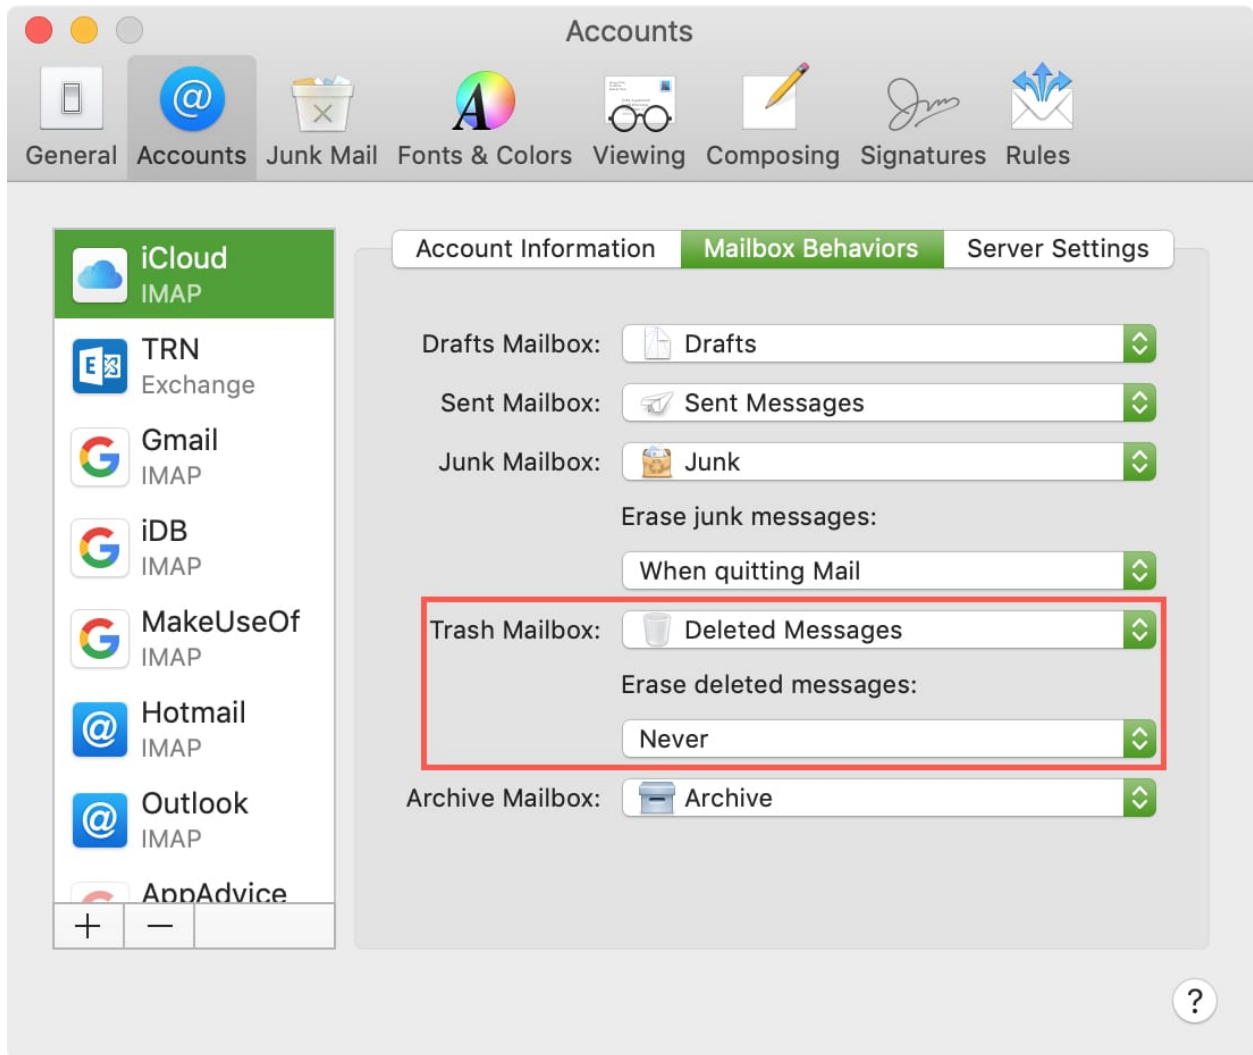 Accounts
General
Accounts
Junk Mail
Fonts & Colors
Viewing
Composing
Signatures
Rules
iCloud
IMAP
TRN
Exchange
Gmail
IMAP
iDB
IMAP
MakeUseOf
IMAP
Hotmail
IMAP
Outlook
IMAP
AppAdvice
Account Information
Mailbox Behaviors
Server Settings
Drafts Mailbox: Drafts
Sent Mailbox: Sent Messages
Junk Mailbox: Junk
Erase junk messages:
When quitting Mail
Trash Mailbox: Deleted Messages
Erase deleted messages:
Never
Archive Mailbox: Archive
?